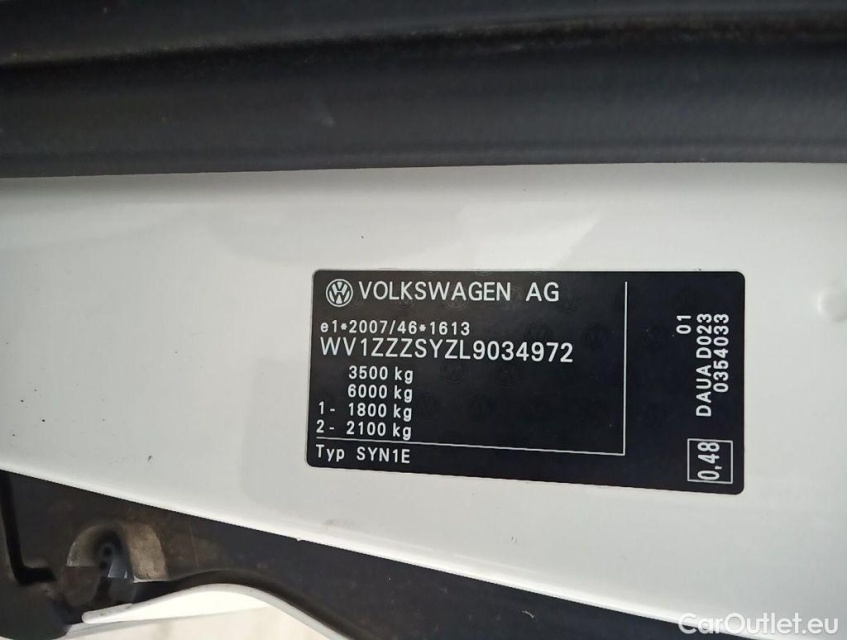 VOLKSWAGEN AG
e1*2007/46*1613
WV1ZZZSYZL9034972
3500 kg
6000 kg
1- 1800 kg
2- 2100 kg
Typ SYN1E
01
DAUA D023
0354033
0,48
CarOutlet.eu